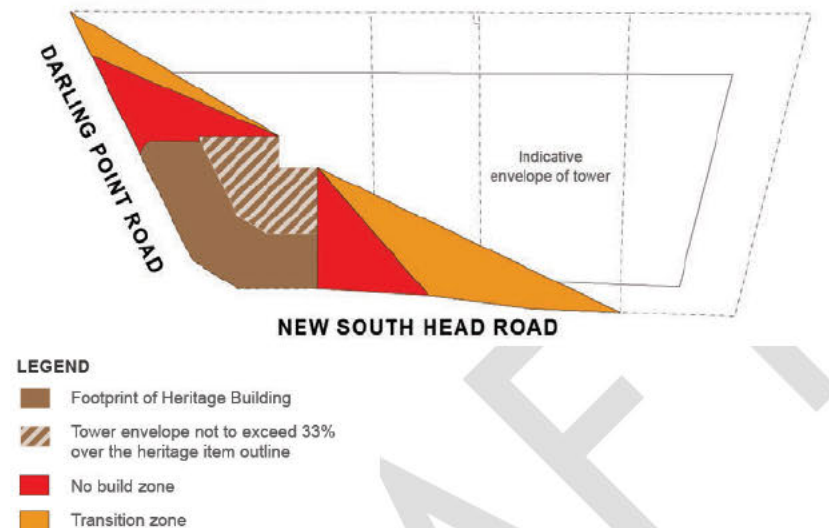 DARLING POINT ROAD
Indicative
envelope of tower
NEW SOUTH HEAD ROAD
LEGEND
Footprint of Heritage Building
Tower envelope not to exceed 33%
over the heritage item outline
No build zone
Transition zone